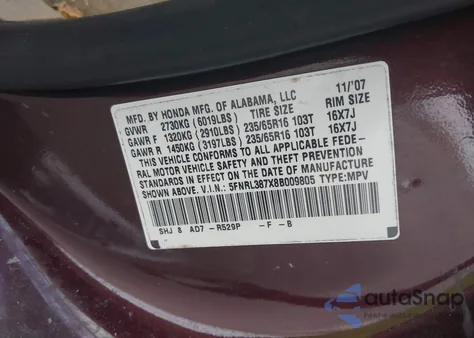 MFD. BY HONDA MFG. OF ALABAMA, LLC 11/'07
GVWR 2730KG (6019LBS) TIRE SIZE RIM SIZE
GAWR F 1320KG (2910LBS) 235/65R16 103T 16X7J
GAWR R 1450KG (3197LBS) 235/65R16 103T 16X7J
THIS VEHICLE CONFORMS TO ALL APPLICABLE FEDE-
RAL MOTOR VEHICLE SAFETY AND THEFT PREVENTION
STANDARDS IN EFFECT ON THE DATE OF MANUFACTURE
SHOWN ABOVE. V.I.N.: 5FNRL387X8B009805 TYPE:MPV
SHJ 8 AD7 -R529P -F -B
autoSnap